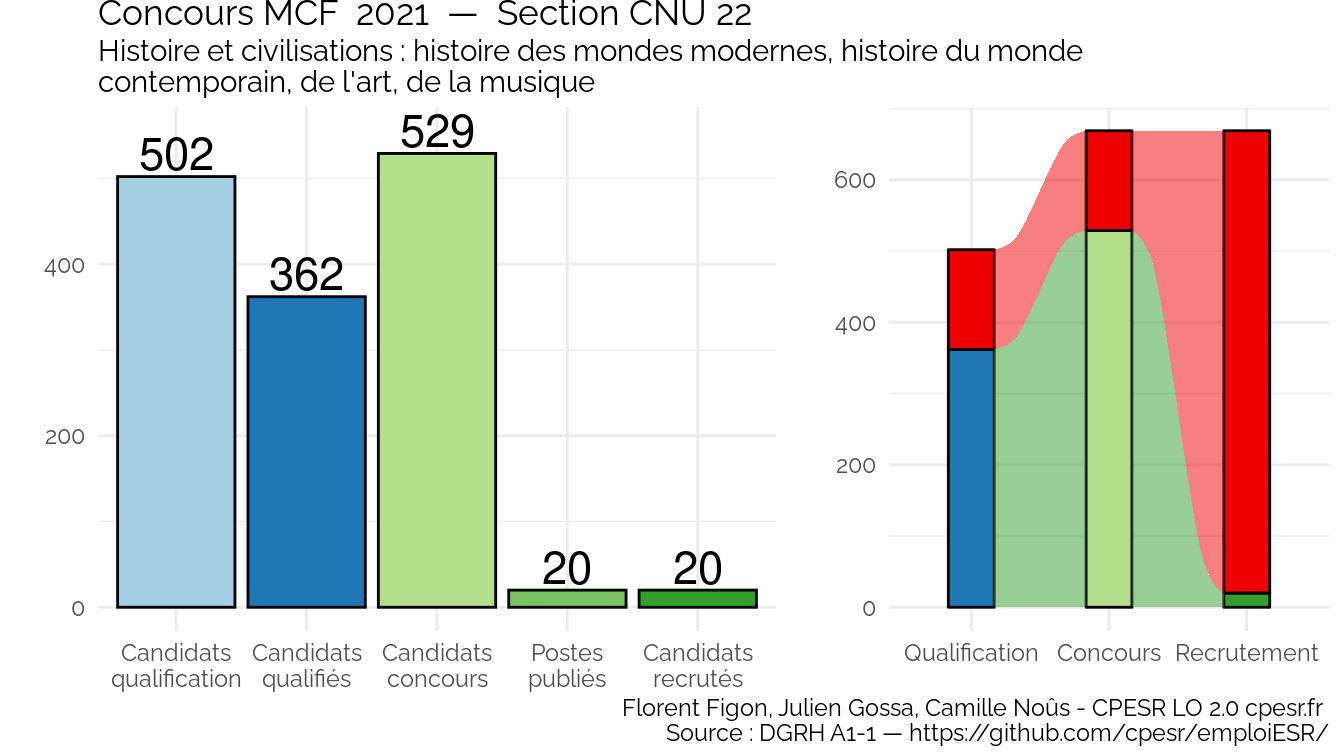 Concours MCF 2021 — Section CNU 22
Histoire et civilisations : histoire des mondes modernes, histoire du monde
contemporain, de l'art, de la musique
502
362
529
20
20
400
200
0
Candidats
qualification
Candidats
qualifiés
Candidats
concours
Postes
publiés
Candidats
recrutés
600
400
200
0
Qualification
Concours
Recrutement
Florent Figon, Julien Gossa, Camille Noûs - CPESR LO 2.0 cpesr.fr
Source : DGRH A1-1 — https://github.com/cpesr/emploiESR/